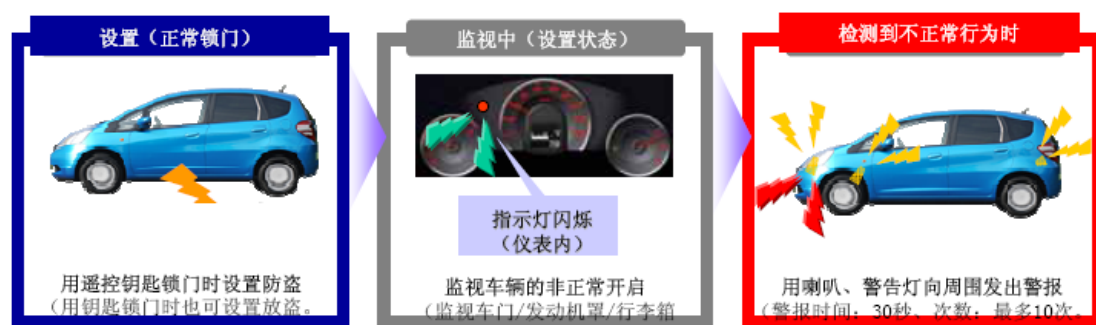 设置（正常锁门）
用遥控钥匙锁门时设置防盗
（用钥匙锁门时也可设置放盗。
监视中（设置状态）
指示灯闪烁
（仪表内）
监视车辆的非正常开启
（监视车门/发动机罩/行李箱
检测到不正常行为时
用喇叭、警告灯向周围发出警报
（警报时间：30秒、次数：最多10次。